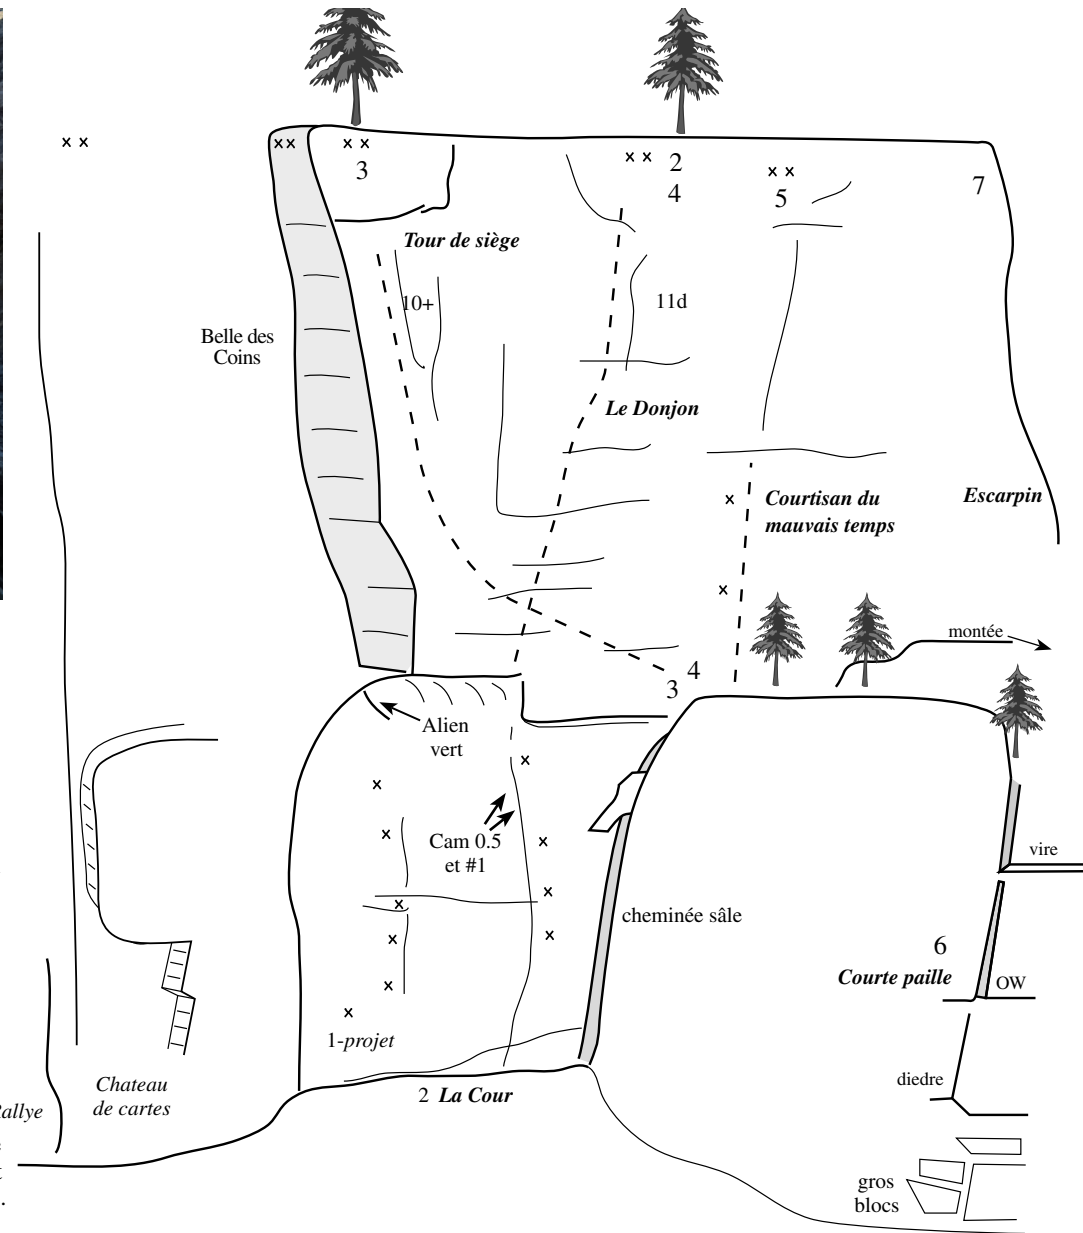 x x
x x
x x
3
x x
2
4
x x
5
7
Tour de siège
10+
11d
Belle des
Coins
Le Donjon
x
Courtisan du
mauvais temps
Escarpin
x
montée
4
3
Alien
vert
x
x
Cam 0.5
et #1
x
x
x
x
x
x
x
x
vire
cheminée sâle
6
Courte paille
OW
1-projet
diedre
Chateau
de cartes
2 La Cour
allye
gros
blocs